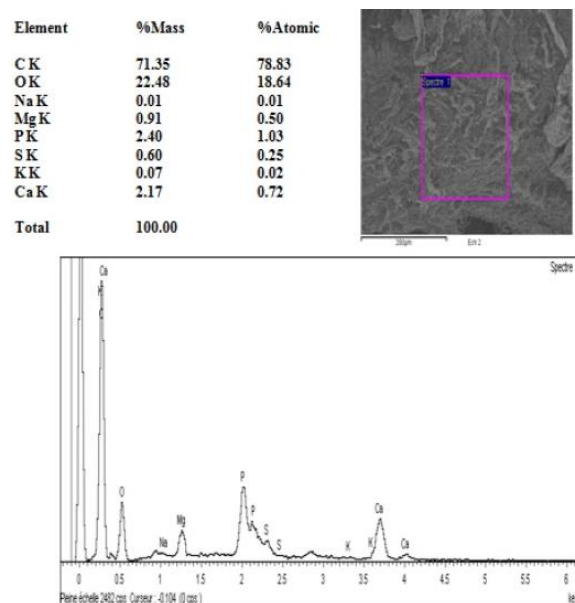 Element %Mass %Atomic
C K 71.35 78.83
O K 22.48 18.64
Na K 0.01 0.01
Mg K 0.91 0.50
P K 2.40 1.03
S K 0.60 0.25
K K 0.07 0.02
Ca K 2.17 0.72
Total 100.00
Spectre 1
200µm Ech 2
Spectre
Ca
K
C
O
Na
Mg
P
P
S
S
K
K
Ca
Ca
0 0.5 1 1.5 2 2.5 3 3.5 4 4.5 5 5.5 6
Pleine échelle 2482 cps Curseur : -0.104 (0 cps) ke